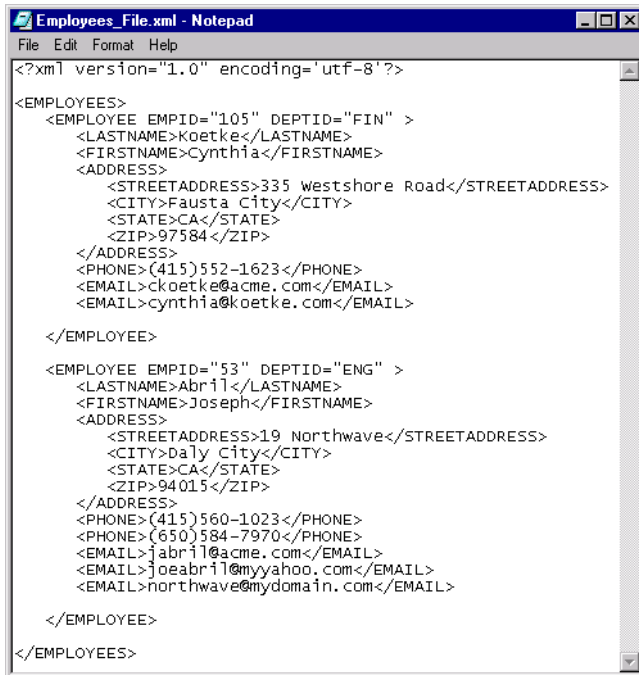 Employees_File.xml - Notepad
File Edit Format Help
<?xml version="1.0" encoding='utf-8'?>
<EMPLOYEES>
<EMPLOYEE EMPID="105" DEPTID="FIN" >
<LASTNAME>Koetke</LASTNAME>
<FIRSTNAME>Cynthia</FIRSTNAME>
<ADDRESS>
<STREETADDRESS>335 Westshore Road</STREETADDRESS>
<CITY>Fausta City</CITY>
<STATE>CA</STATE>
<ZIP>97584</ZIP>
</ADDRESS>
<PHONE>(415)552-1623</PHONE>
<EMAIL>ckoetke@acme.com</EMAIL>
<EMAIL>cynthia@koetke.com</EMAIL>
</EMPLOYEE>
<EMPLOYEE EMPID="53" DEPTID="ENG" >
<LASTNAME>Abril</LASTNAME>
<FIRSTNAME>Joseph</FIRSTNAME>
<ADDRESS>
<STREETADDRESS>19 Northwave</STREETADDRESS>
<CITY>Daly City</CITY>
<STATE>CA</STATE>
<ZIP>94015</ZIP>
</ADDRESS>
<PHONE>(415)560-1023</PHONE>
<PHONE>(650)584-7970</PHONE>
<EMAIL>jabril@acme.com</EMAIL>
<EMAIL>joeabril@myyahoo.com</EMAIL>
<EMAIL>northwave@mydomain.com</EMAIL>
</EMPLOYEE>
</EMPLOYEES>